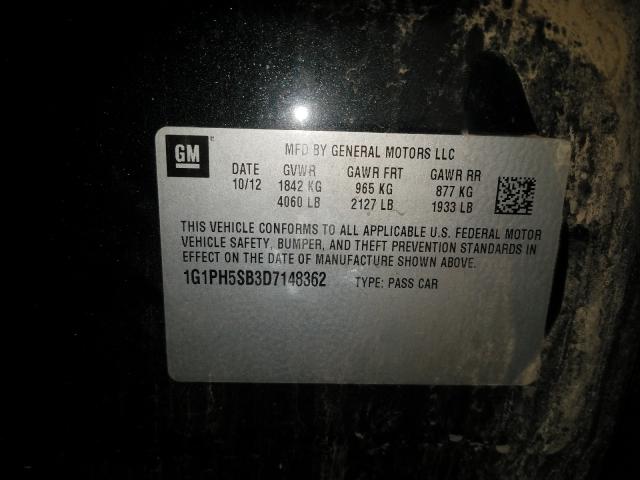 GM
MFD BY GENERAL MOTORS LLC
DATE GVWR GAWR FRT GAWR RR
10/12 1842 KG 965 KG 877 KG
4060 LB 2127 LB 1933 LB
THIS VEHICLE CONFORMS TO ALL APPLICABLE U.S. FEDERAL MOTOR
VEHICLE SAFETY, BUMPER, AND THEFT PREVENTION STANDARDS IN
EFFECT ON THE DATE OF MANUFACTURE SHOWN ABOVE.
1G1PH5SB3D7148362 TYPE: PASS CAR